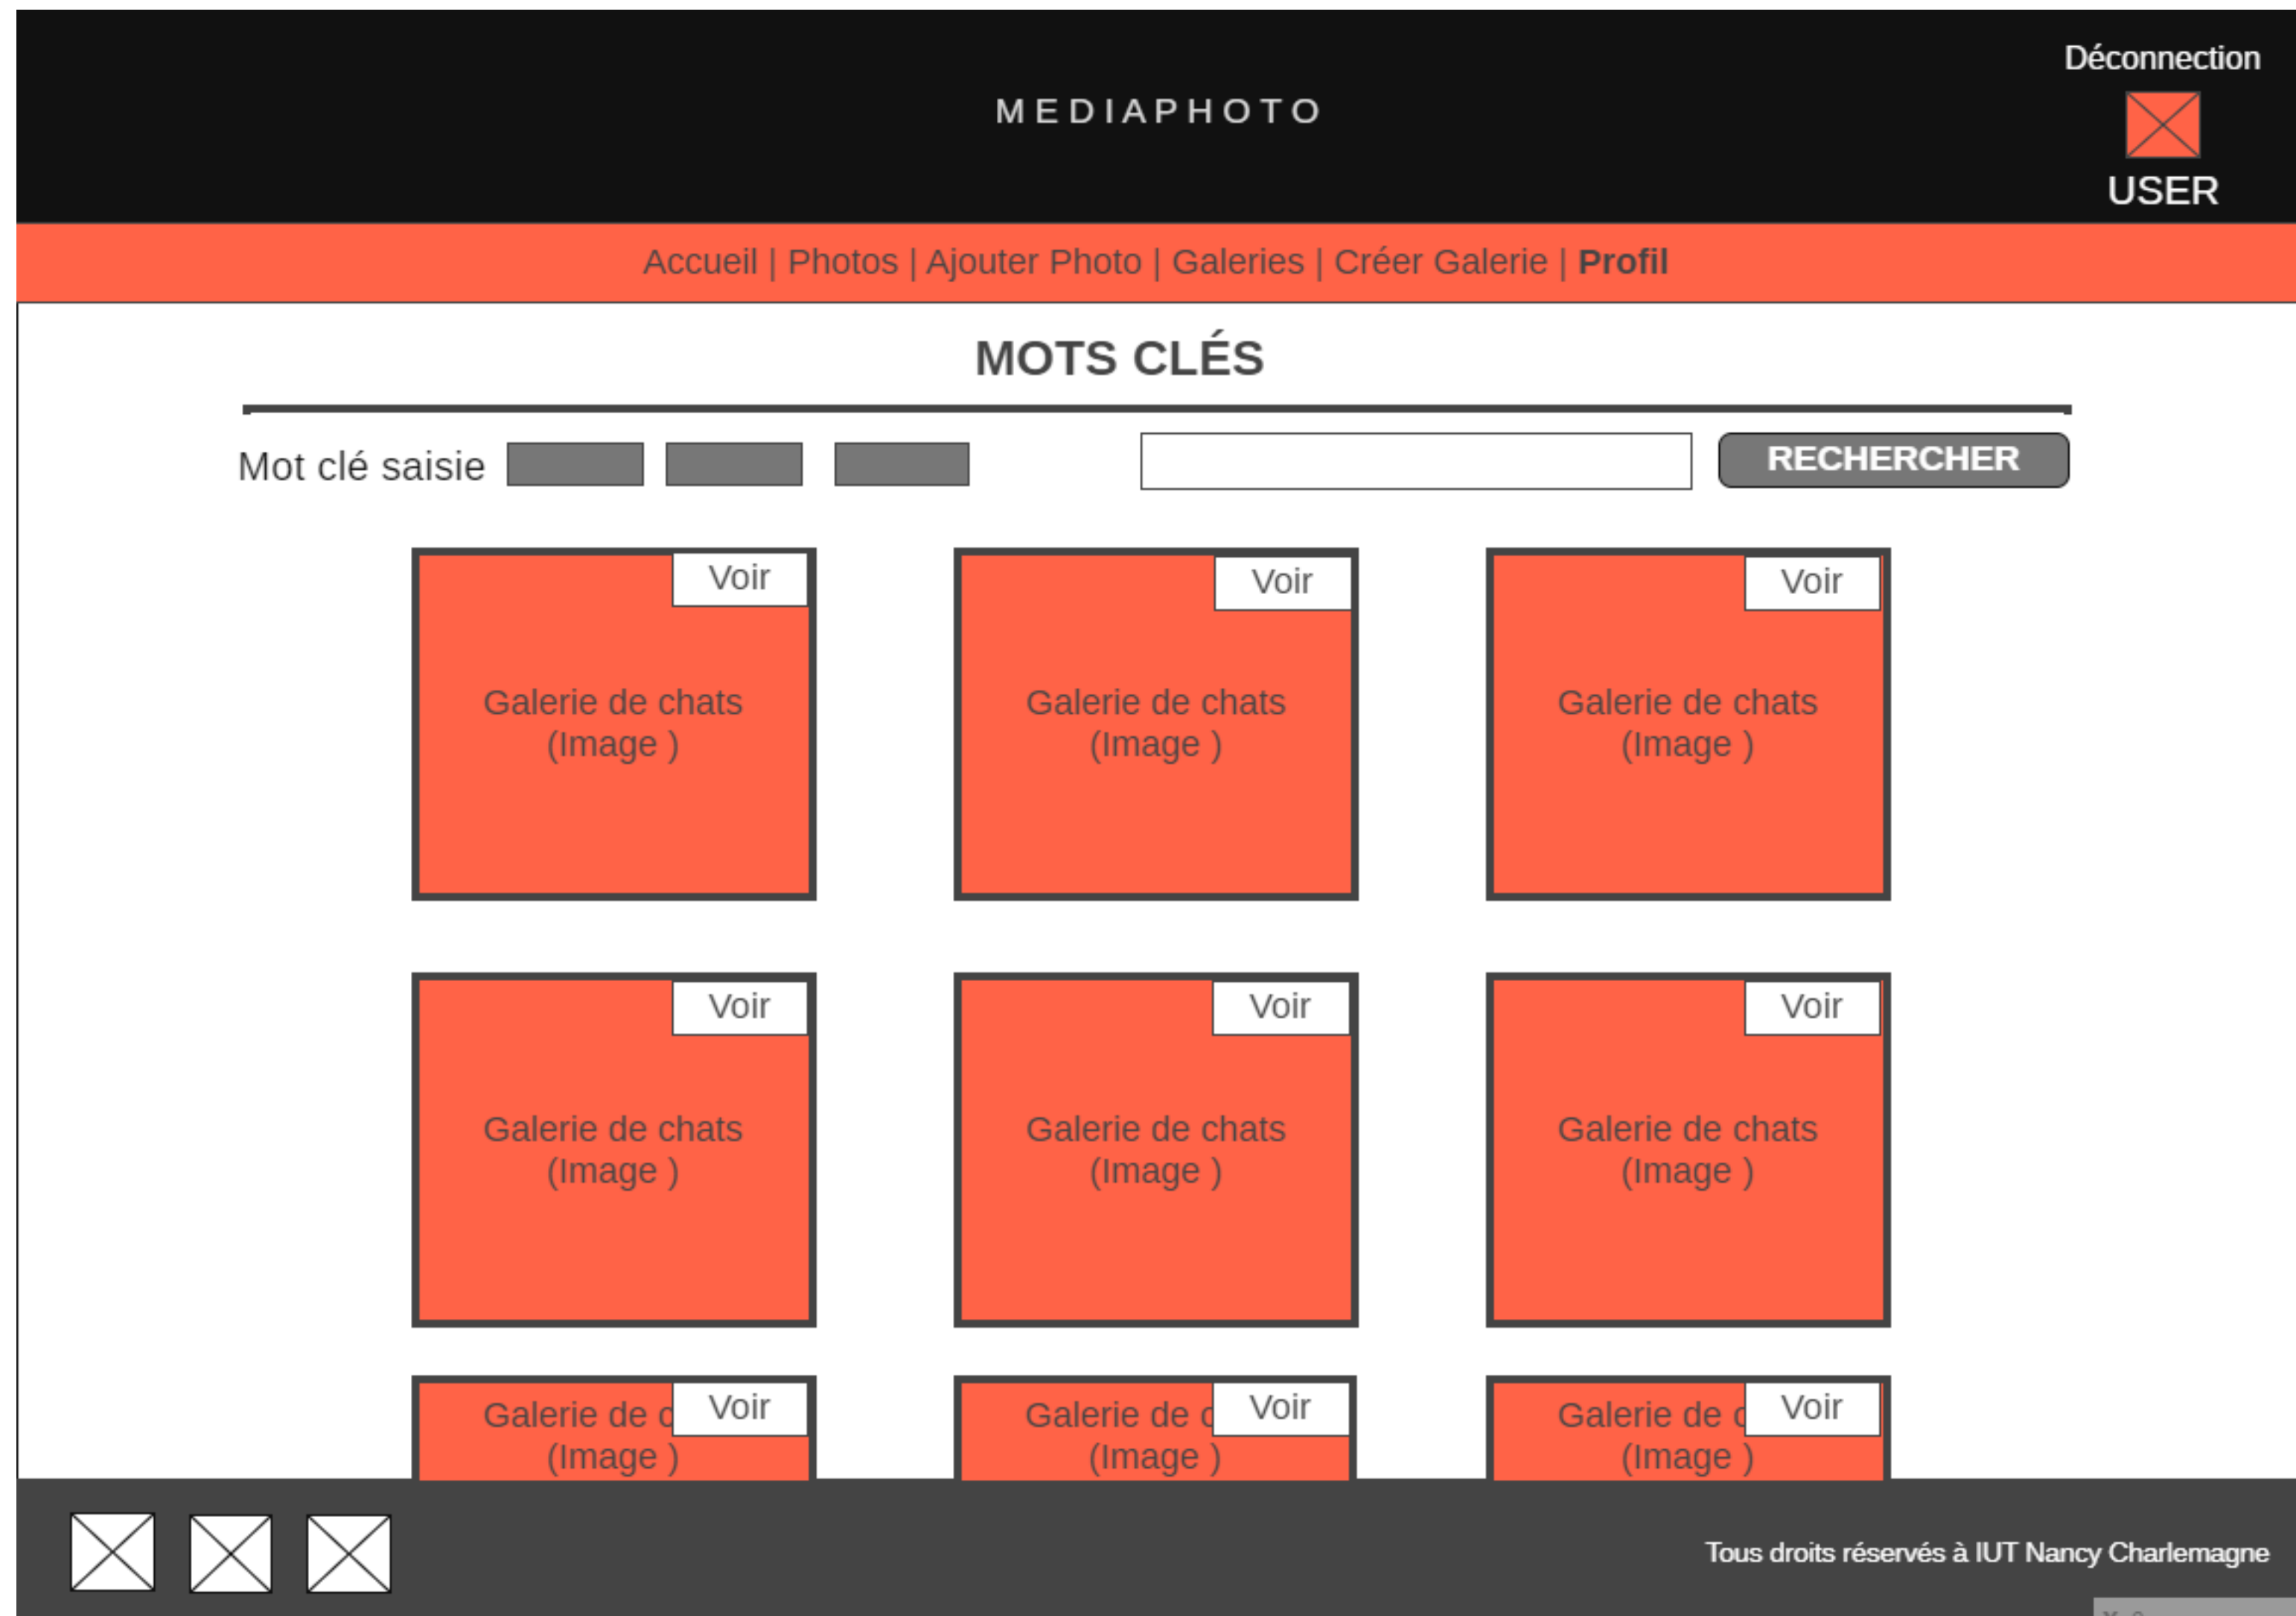 Déconnection
MEDIAPHOTO
USER
Accueil | Photos | Ajouter Photo | Galeries | Créer Galerie | Profil
MOTS CLÉS
Mot clé saisie
RECHERCHER
Voir
Voir
Voir
Galerie de chats
(Image )
Galerie de chats
(Image )
Galerie de chats
(Image )
Voir
Voir
Voir
Galerie de chats
(Image )
Galerie de chats
(Image )
Galerie de chats
(Image )
Voir
Voir
Voir
Galerie de c
(Image )
Galerie de c
(Image )
Galerie de c
(Image )
Tous droits réservés à IUT Nancy Charlemagne